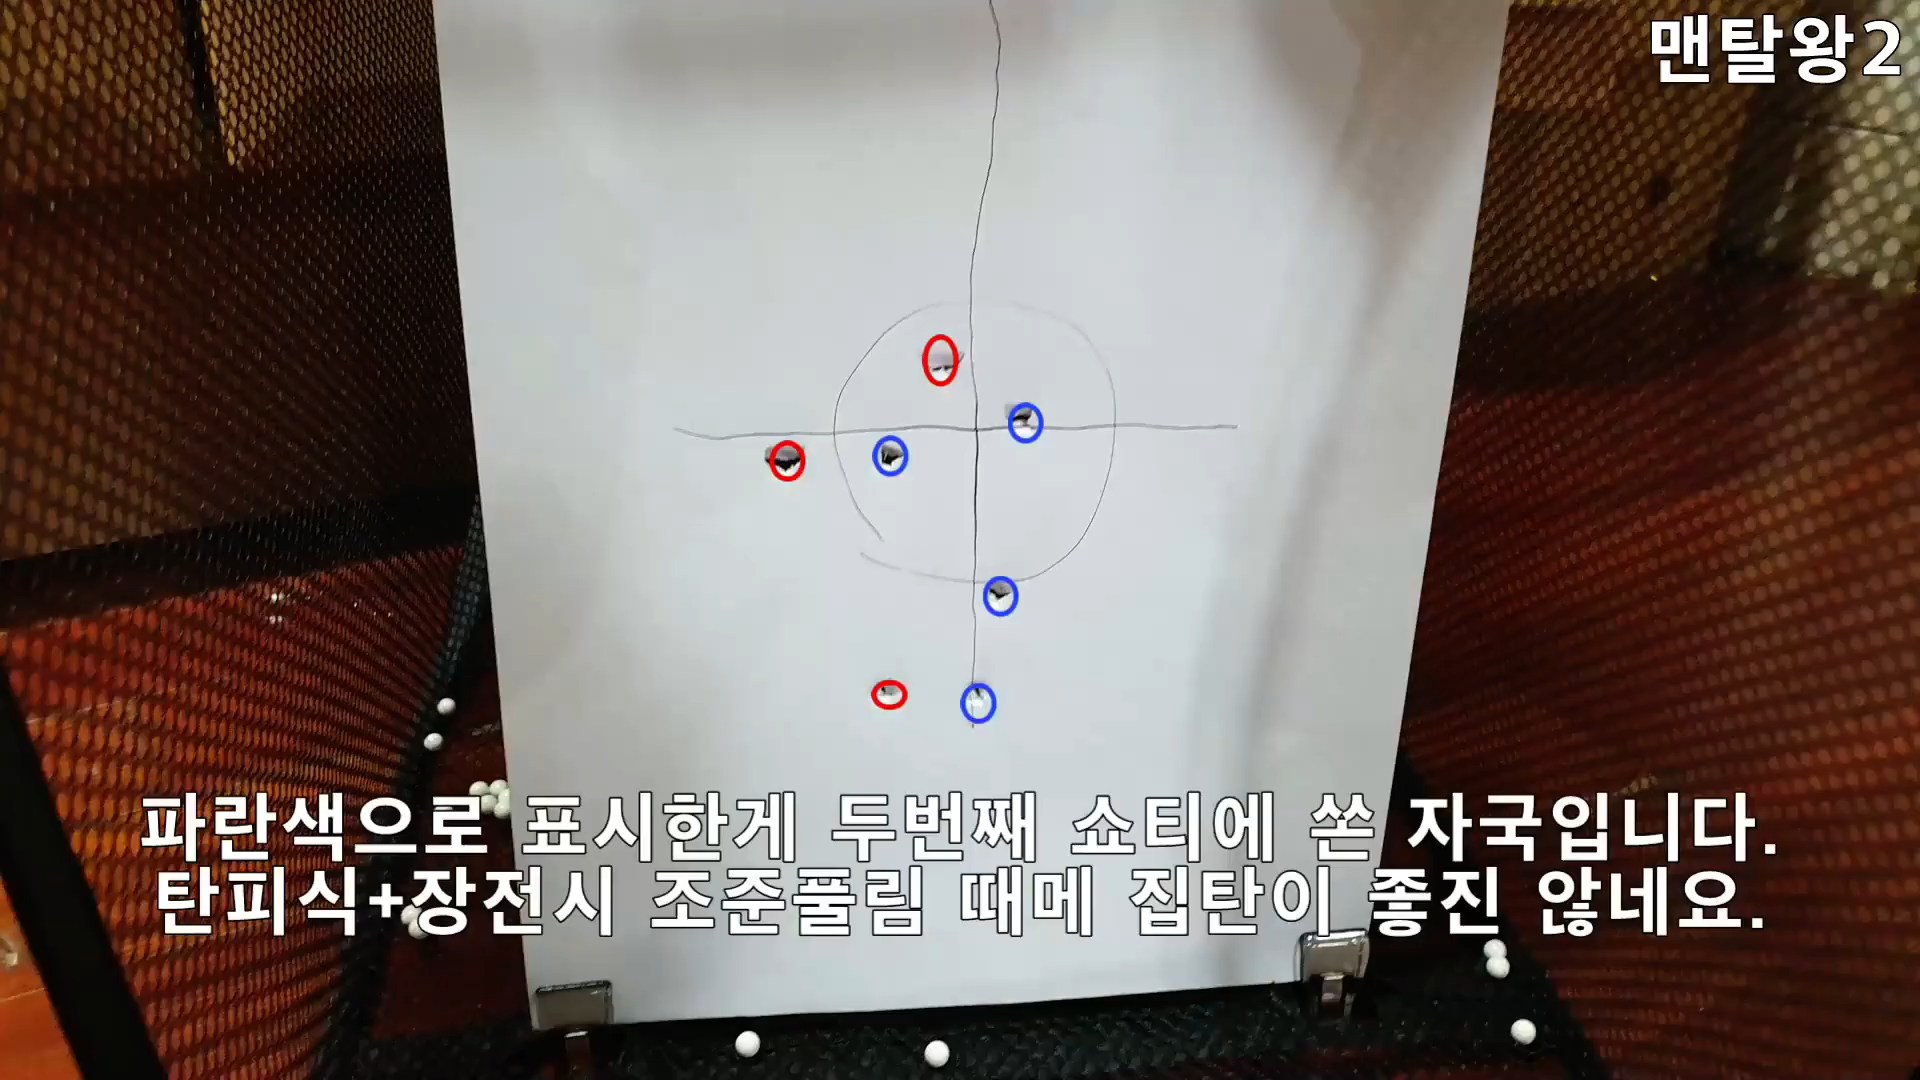 맨탈왕2
파란색으로 표시한게 두번째 쇼티에 쏜 자국입니다.
탄피식+장전시 조준풀림 때메 집탄이 좋진 않네요.